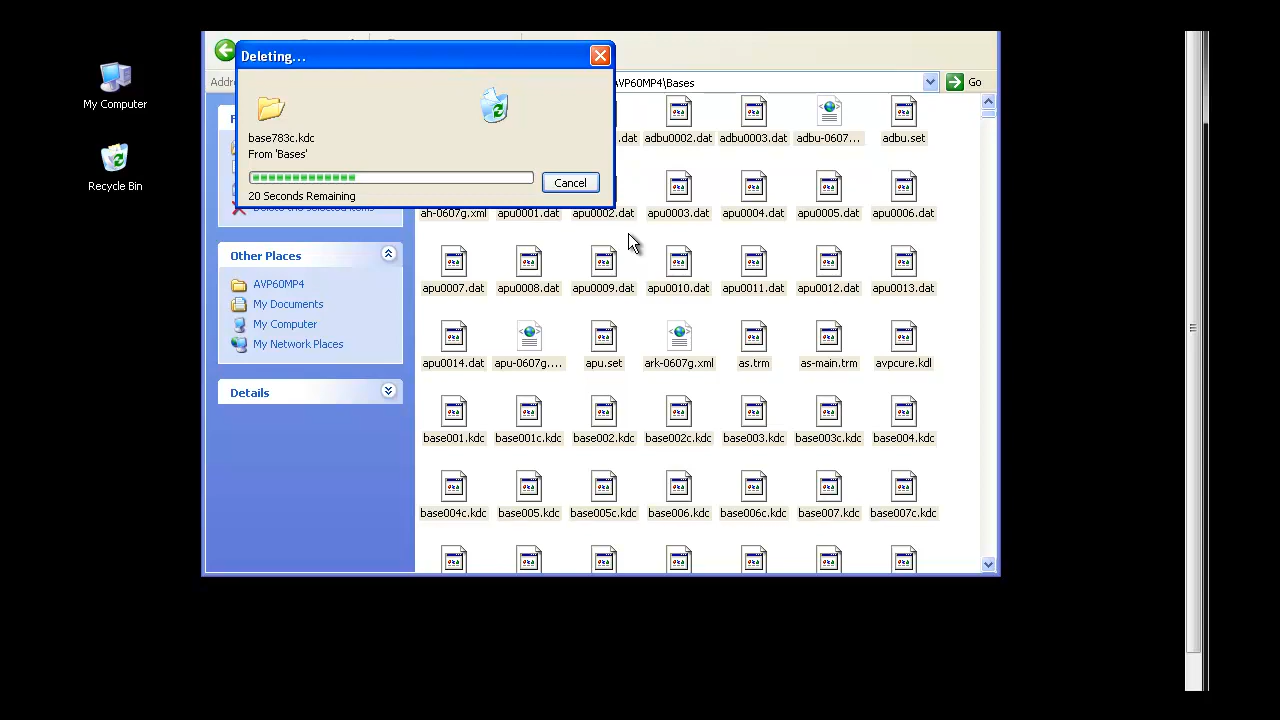 Deleting...
My Computer
Recycle Bin
AVP60MP4\Bases
Go
base783c.kdc
From 'Bases'
20 Seconds Remaining
Cancel
.dat
adbu0002.dat
adbu0003.dat
adbu-0607...
adbu.set
ah-0607g.xml
apu0001.dat
apu0002.dat
apu0003.dat
apu0004.dat
apu0005.dat
apu0006.dat
Other Places
AVP60MP4
My Documents
My Computer
My Network Places
Details
apu0007.dat
apu0008.dat
apu0009.dat
apu0010.dat
apu0011.dat
apu0012.dat
apu0013.dat
apu0014.dat
apu-0607g....
apu.set
ark-0607g.xml
as.trm
as-main.trm
avpcure.kdl
base001.kdc
base001c.kdc
base002.kdc
base002c.kdc
base003.kdc
base003c.kdc
base004.kdc
base004c.kdc
base005.kdc
base005c.kdc
base006.kdc
base006c.kdc
base007.kdc
base007c.kdc